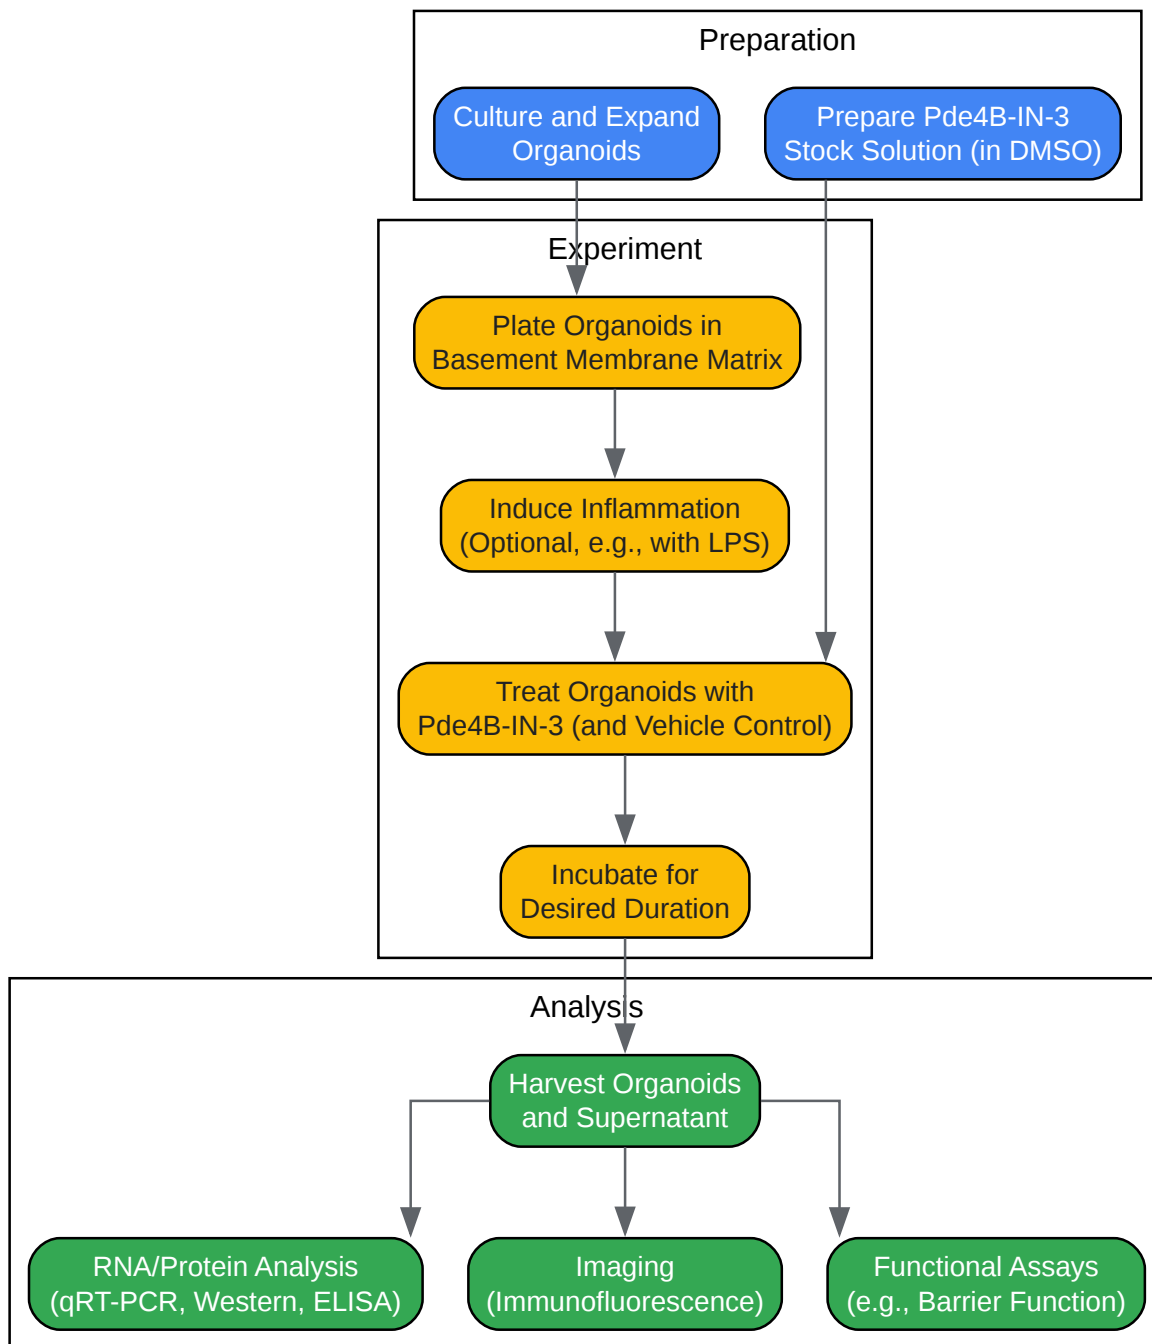 Preparation
Culture and Expand
Organoids
Prepare Pde4B-IN-3
Stock Solution (in DMSO)
Experiment
Plate Organoids in
Basement Membrane Matrix
Induce Inflammation
(Optional, e.g., with LPS)
Treat Organoids with
Pde4B-IN-3 (and Vehicle Control)
Incubate for
Desired Duration
Analysis
Harvest Organoids
and Supernatant
RNA/Protein Analysis
(qRT-PCR, Western, ELISA)
Imaging
(Immunofluorescence)
Functional Assays
(e.g., Barrier Function)